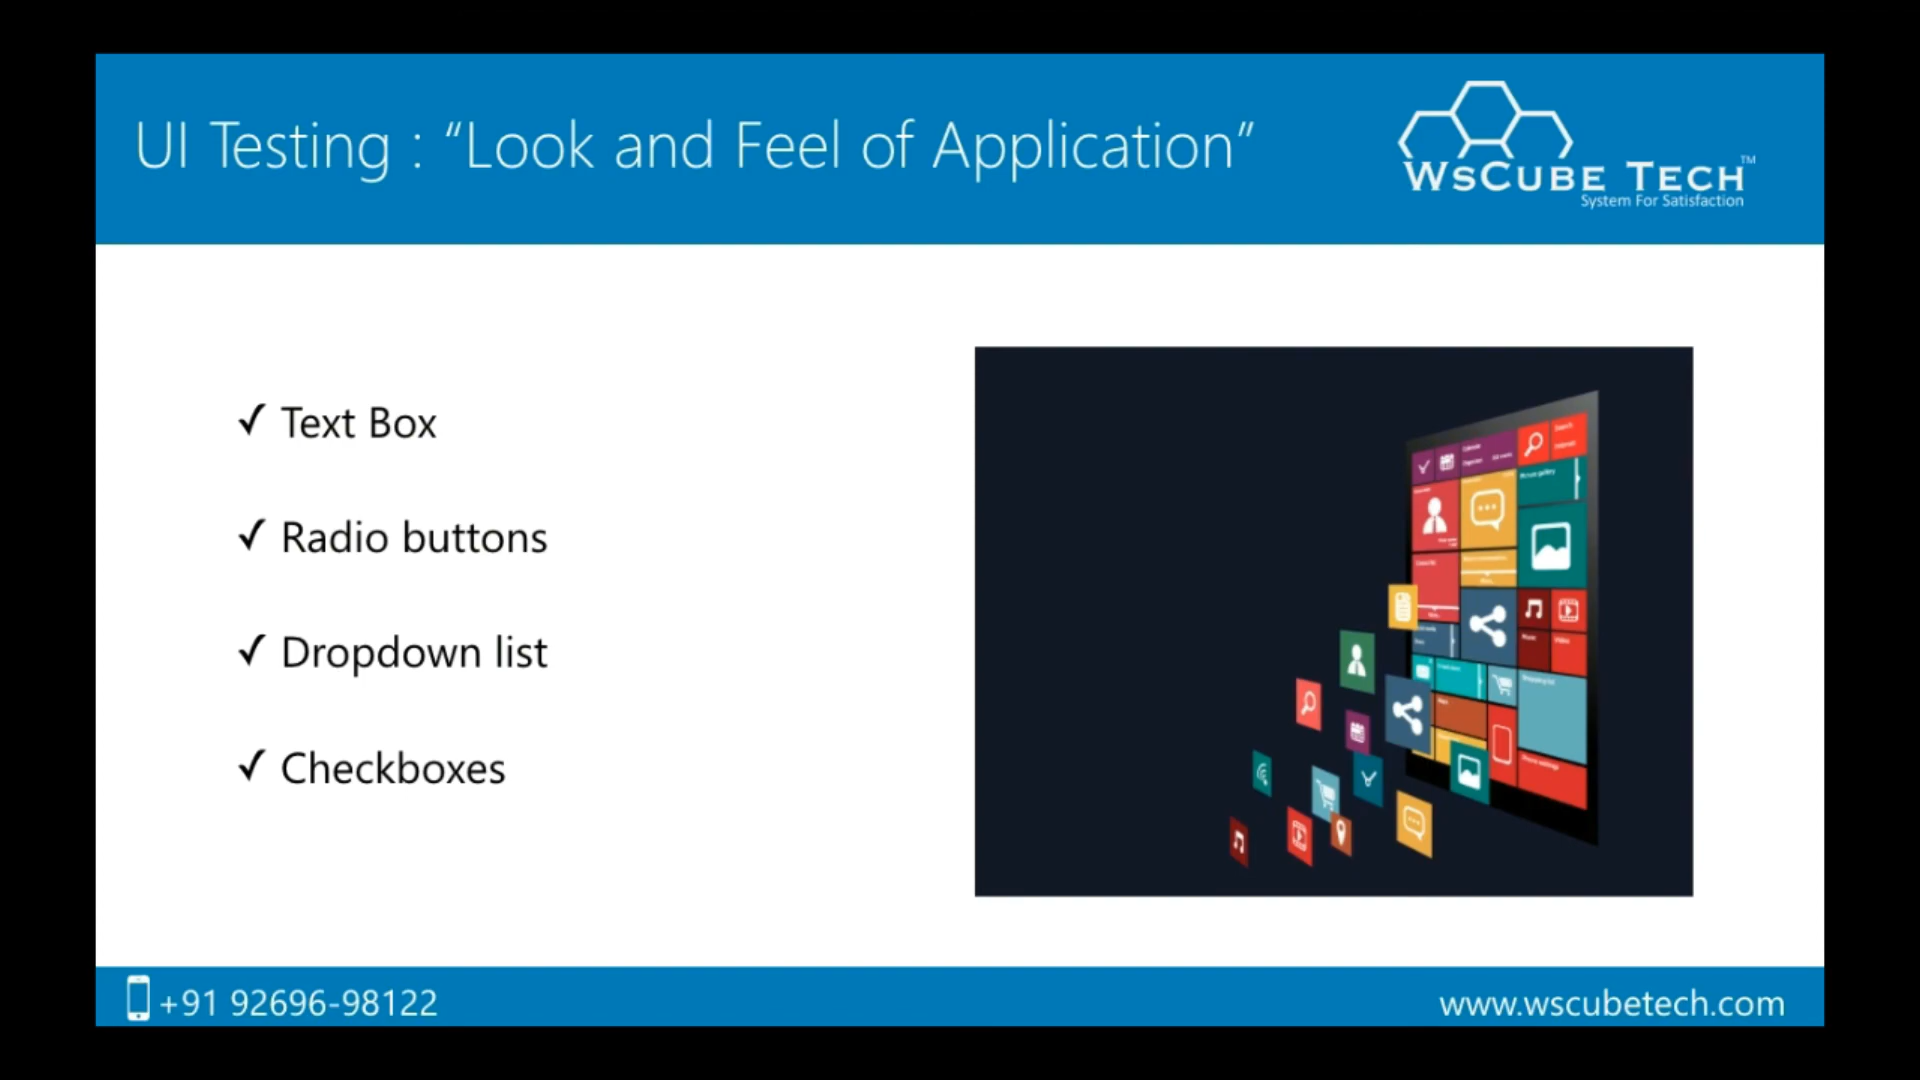 UI Testing : “Look and Feel of Application”
WsCube Tech™
System For Satisfaction
✓ Text Box
✓ Radio buttons
✓ Dropdown list
✓ Checkboxes
+91 92696-98122
www.wscubetech.com